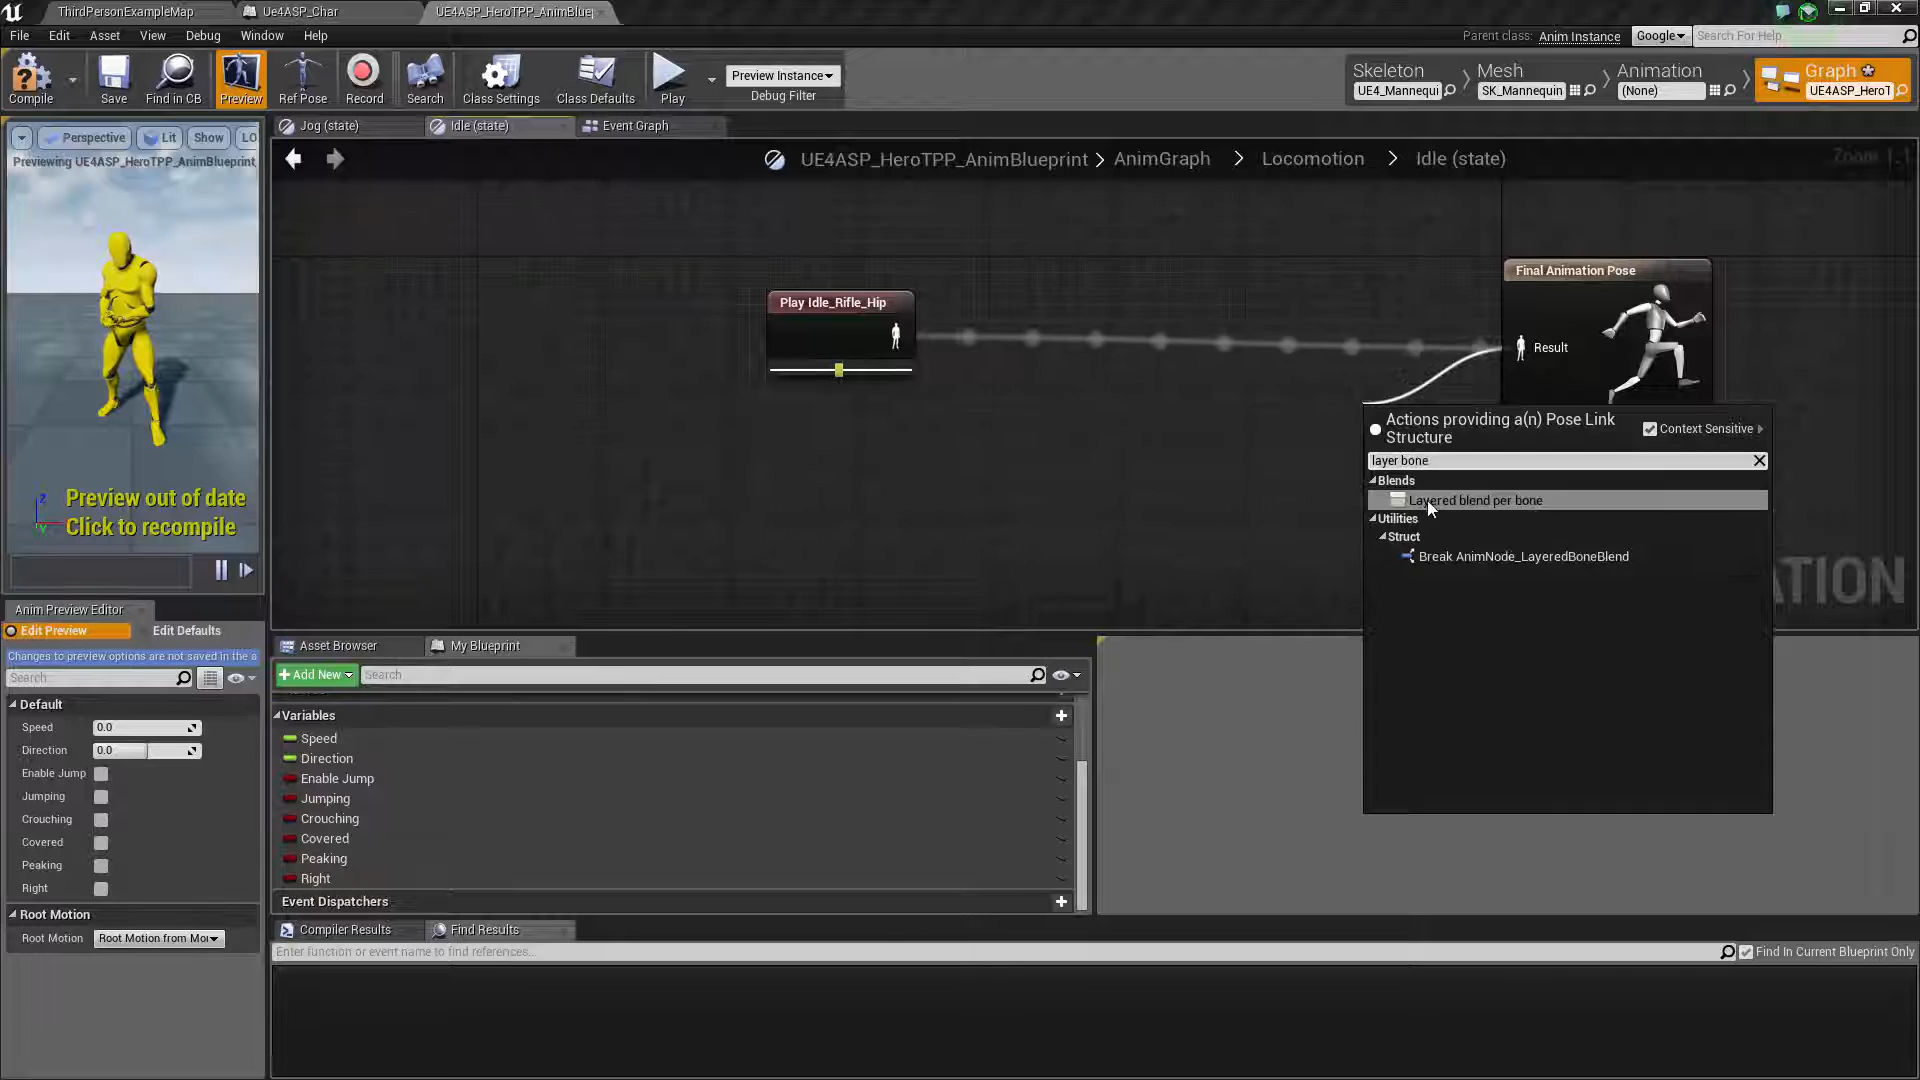 ThirdPersonExampleMap
Ue4ASP_Char
UE4ASP_HeroTPP_AnimBluep
File Edit Asset View Debug Window Help
Parent class: Anim Instance
Google
Search For Help
Compile
Save
Find in CB
Preview
Ref Pose
Record
Search
Class Settings
Class Defaults
Play
Preview Instance
Debug Filter
Skeleton
UE4_Mannequi
Mesh
SK_Mannequin
Animation
(None)
Graph
UE4ASP_HeroT
Perspective
Lit
Show
LO
Previewing UE4ASP_HeroTPP_AnimBlueprint
Preview out of date
Click to recompile
Jog (state)
Idle (state)
Event Graph
UE4ASP_HeroTPP_AnimBlueprint > AnimGraph > Locomotion > Idle (state)
Play Idle_Rifle_Hip
Final Animation Pose
Result
Actions providing a(n) Pose Link
Structure
Context Sensitive
layer bone
Blends
Layered blend per bone
Utilities
Struct
Break AnimNode_LayeredBoneBlend
ATION
Anim Preview Editor
Edit Preview
Edit Defaults
Changes to preview options are not saved in the a
Search
Default
Speed 0.0
Direction 0.0
Enable Jump
Jumping
Crouching
Covered
Peaking
Right
Root Motion
Root Motion
Root Motion from Mo
Asset Browser
My Blueprint
Add New
Search
Variables
Speed
Direction
Enable Jump
Jumping
Crouching
Covered
Peaking
Right
Event Dispatchers
Compiler Results
Find Results
Enter function or event name to find references...
Find In Current Blueprint Only